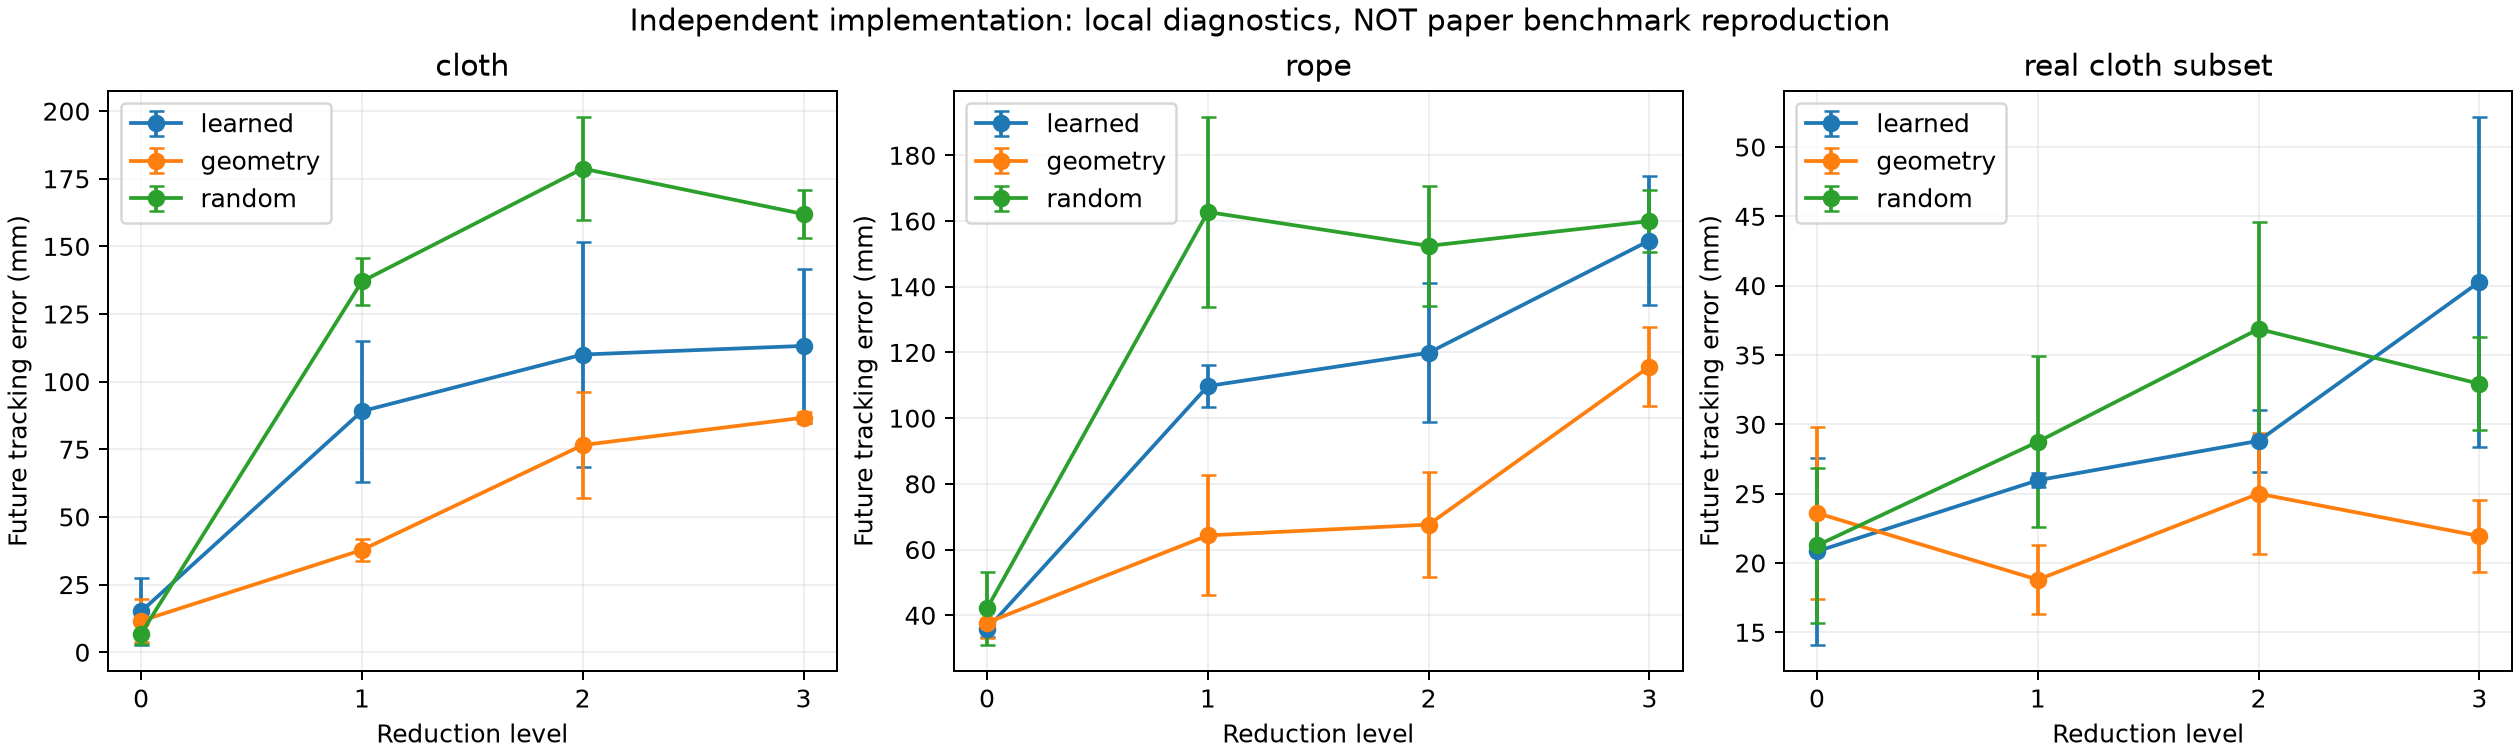 Independent implementation: local diagnostics, NOT paper benchmark reproduction
cloth
learned
geometry
random
200
175
150
125
100
75
50
25
0
Future tracking error (mm)
0
1
2
3
Reduction level
rope
learned
geometry
random
180
160
140
120
100
80
60
40
Future tracking error (mm)
0
1
2
3
Reduction level
real cloth subset
learned
geometry
random
50
45
40
35
30
25
20
15
Future tracking error (mm)
0
1
2
3
Reduction level